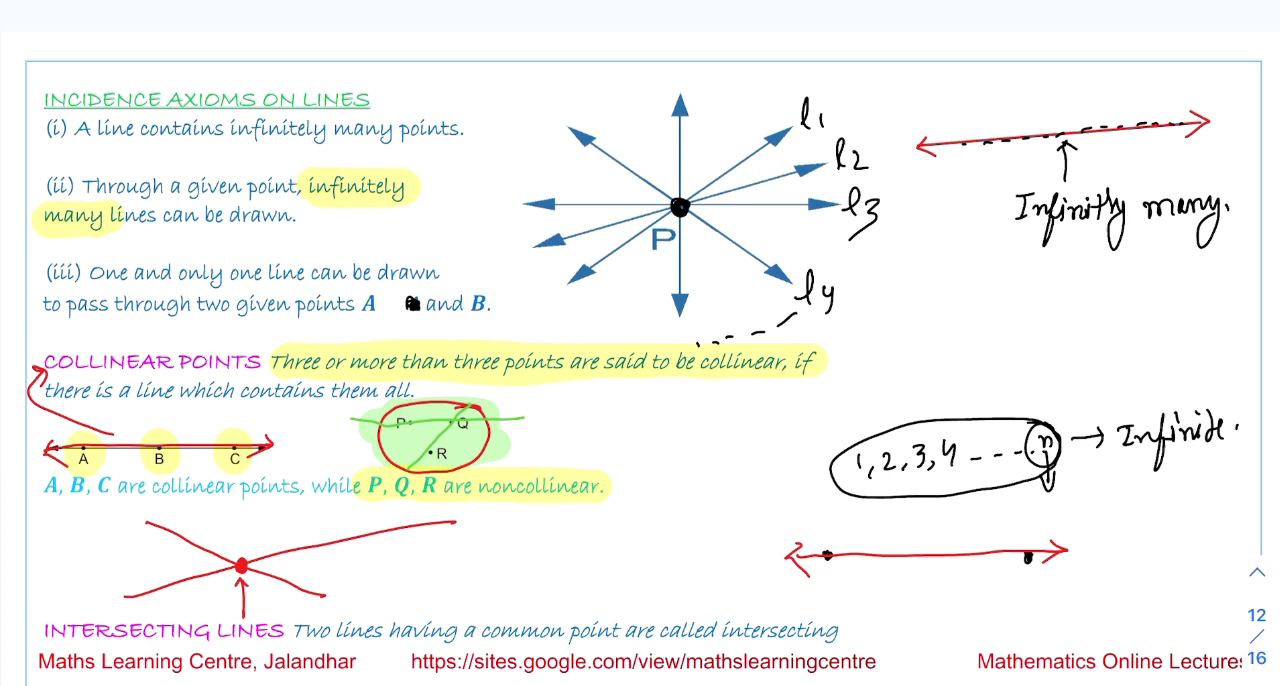 INCIDENCE AXIOMS ON LINES
(i) A line contains infinitely many points.
(ii) Through a given point, infinitely
many lines can be drawn.
(iii) One and only one line can be drawn
to pass through two given points A and B.
l1
l2
l3
l4
P
Infinitly many.
COLLINEAR POINTS Three or more than three points are said to be collinear, if
there is a line which contains them all.
A B C
P Q
R
A, B, C are collinear points, while P, Q, R are noncollinear.
1, 2, 3, 4 - - - . n → Infinite.
INTERSECTING LINES Two lines having a common point are called intersecting
Maths Learning Centre, Jalandhar https://sites.google.com/view/mathslearningcentre Mathematics Online Lectures
12
/
16